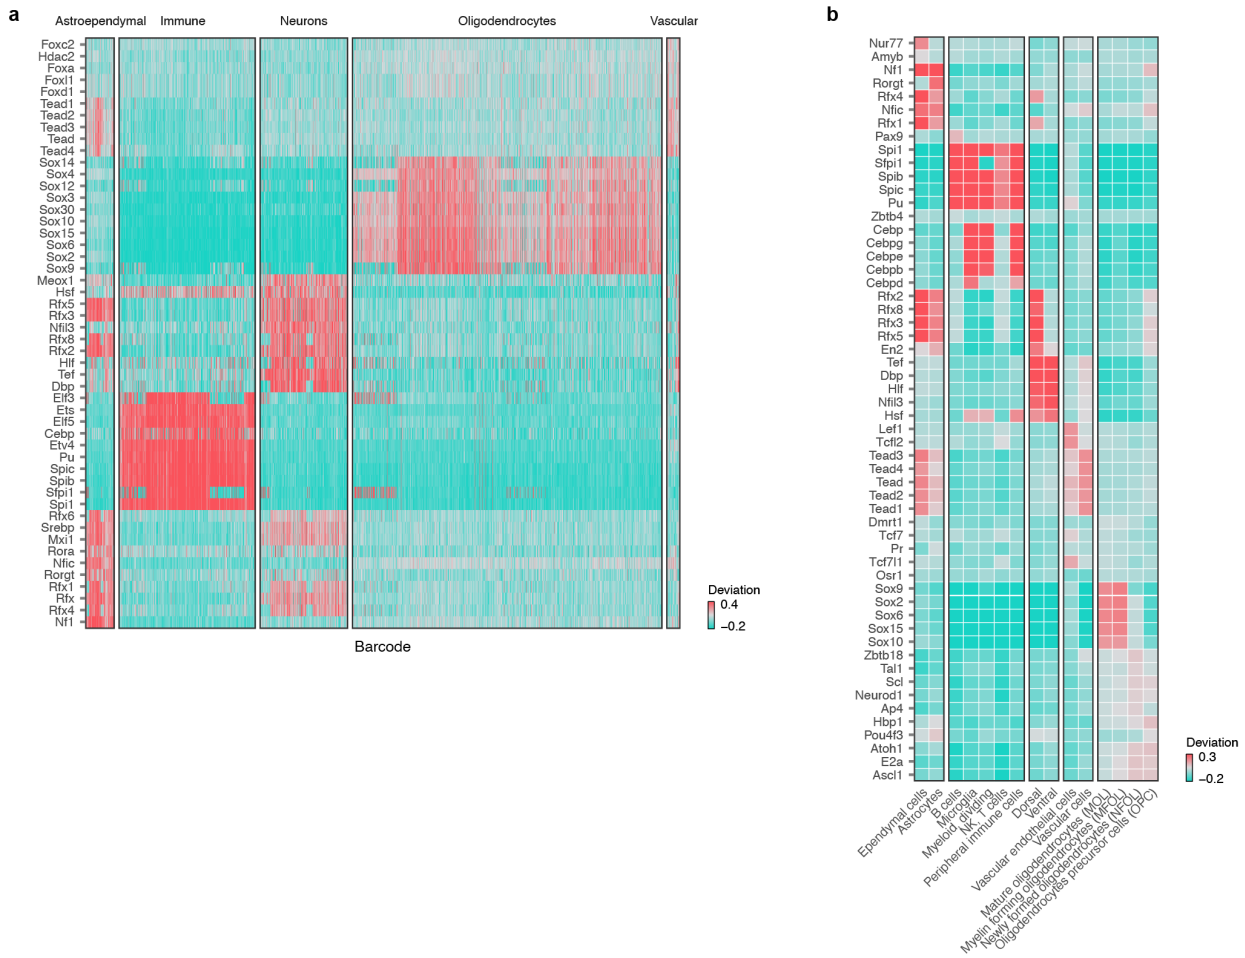 a
Astroependymal
Immune
Neurons
Oligodendrocytes
Vascular
Foxc2
Hdac2
Foxa
Foxl1
Foxd1
Tead1
Tead2
Tead3
Tead
Tead4
Sox14
Sox4
Sox12
Sox3
Sox30
Sox10
Sox15
Sox6
Sox2
Sox9
Meox1
Hsf
Rfx5
Rfx3
Nfil3
Rfx8
Rfx2
Hlf
Tef
Dbp
Elf3
Ets
Elf5
Cebp
Etv4
Pu
Spic
Spib
Sfpi1
Spi1
Rfx6
Srebp
Mxi1
Rora
Nfic
Rorgt
Rfx1
Rfx
Rfx4
Nf1
Barcode
Deviation
0.4
−0.2
b
Nur77
Amyb
Nf1
Rorgt
Rfx4
Nfic
Rfx1
Pax9
Spi1
Sfpi1
Spib
Spic
Pu
Zbtb4
Cebp
Cebpg
Cebpe
Cebpb
Cebpd
Rfx2
Rfx8
Rfx3
Rfx5
En2
Tef
Dbp
Hlf
Nfil3
Hsf
Lef1
Tcfl2
Tead3
Tead4
Tead
Tead2
Tead1
Dmrt1
Tcf7
Pr
Tcf7l1
Osr1
Sox9
Sox2
Sox6
Sox15
Sox10
Zbtb18
Tal1
Scl
Neurod1
Ap4
Hbp1
Pou4f3
Atoh1
E2a
Ascl1
Ependymal cells
Astrocytes
B cells
Microglia
Myeloid dividing
NK, T cells
Peripheral immune cells
Dorsal
Ventral
Vascular endothelial cells
Vascular cells
Mature oligodendrocytes (MOL)
Myelin forming oligodendrocytes (MFOL)
Newly formed oligodendrocytes (NFOL)
Oligodendrocytes precursor cells (OPC)
Deviation
0.3
−0.2